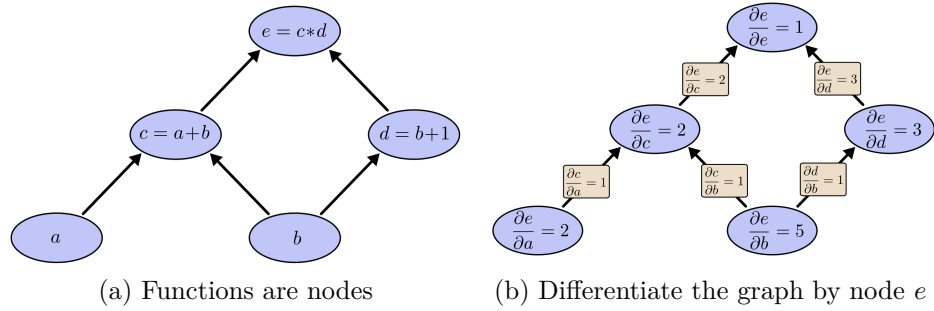 e = c*d
c = a+b
d = b+1
a
b
(a) Functions are nodes
∂e/∂e = 1
∂e/∂c = 2
∂e/∂d = 3
∂e/∂c = 2
∂e/∂d = 3
∂c/∂a = 1
∂c/∂b = 1
∂d/∂b = 1
∂e/∂a = 2
∂e/∂b = 5
(b) Differentiate the graph by node e